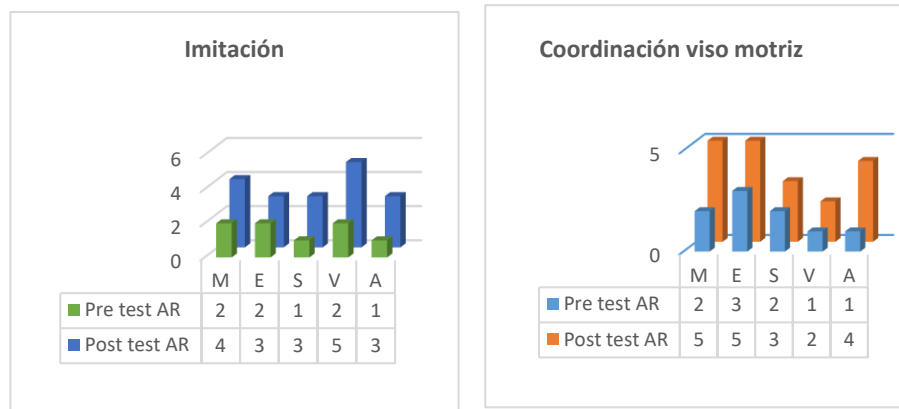 Imitación
6
4
2
0
M E S V A
Pre test AR 2 2 1 2 1
Post test AR 4 3 3 5 3
Coordinación viso motriz
5
0
M E S V A
Pre test AR 2 3 2 1 1
Post test AR 5 5 3 2 4